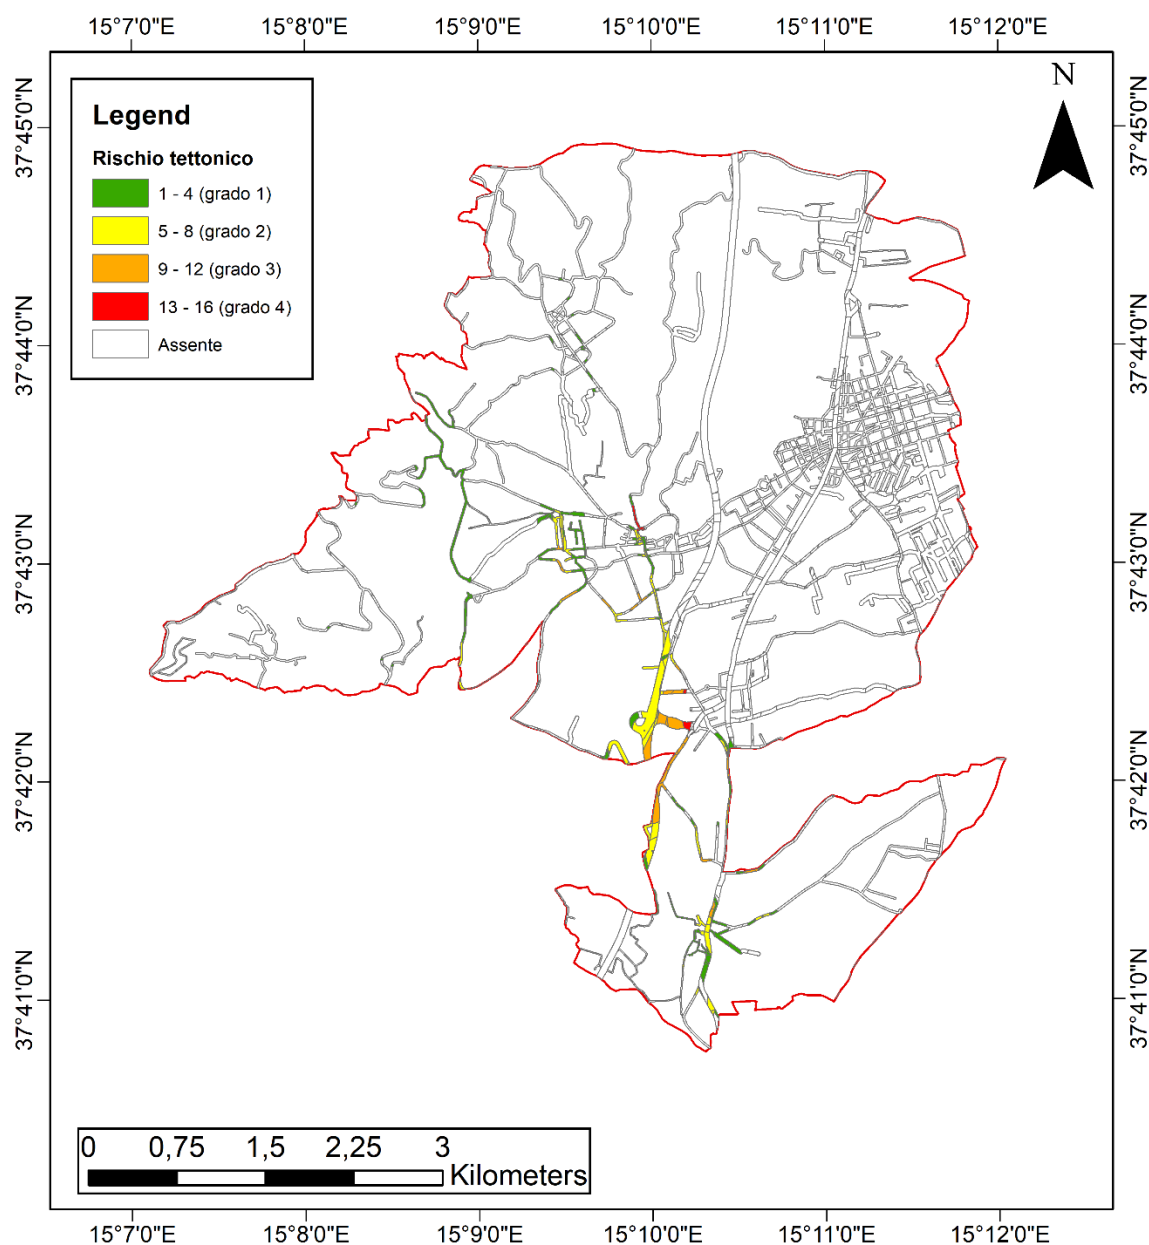 15°7'0"E 15°8'0"E 15°9'0"E 15°10'0"E 15°11'0"E 15°12'0"E
N
Legend
Rischio tettonico
1 - 4 (grado 1)
5 - 8 (grado 2)
9 - 12 (grado 3)
13 - 16 (grado 4)
Assente
37°45'0"N 37°45'0"N
37°44'0"N 37°44'0"N
37°43'0"N 37°43'0"N
37°42'0"N 37°42'0"N
37°41'0"N 37°41'0"N
0 0,75 1,5 2,25 3
Kilometers
15°7'0"E 15°8'0"E 15°9'0"E 15°10'0"E 15°11'0"E 15°12'0"E